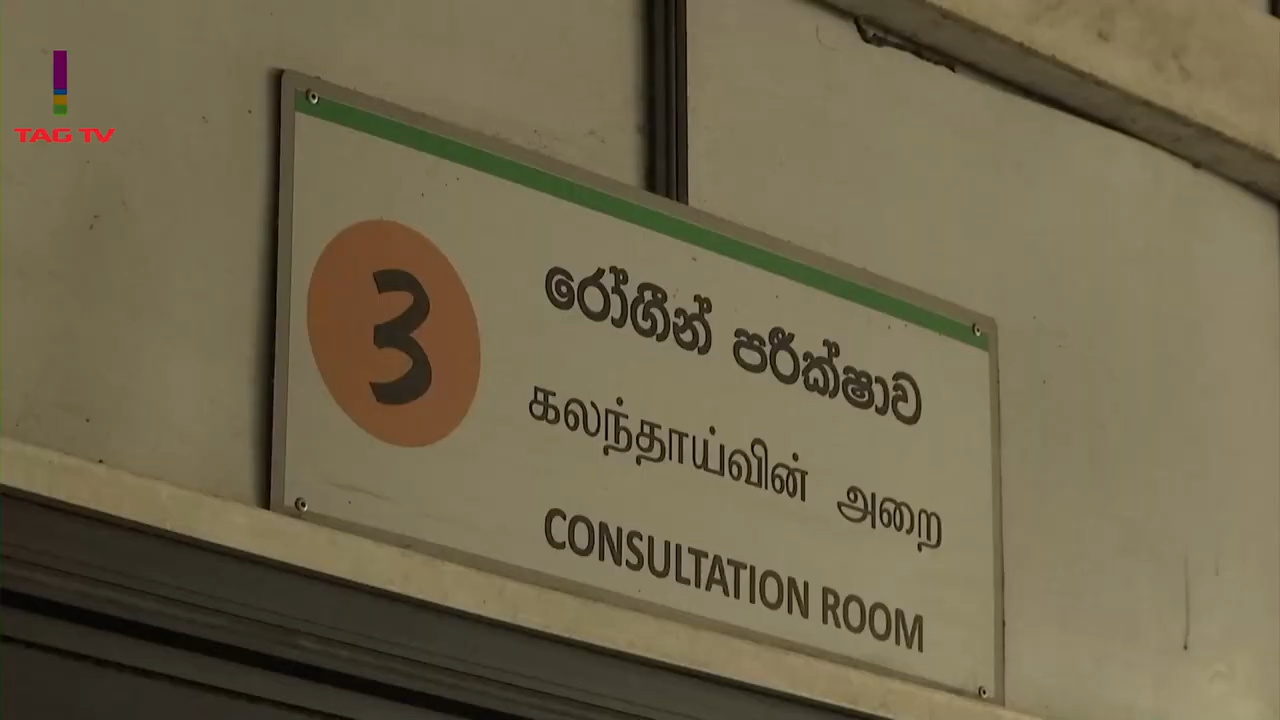 TAG TV
3
රෝගීන් පරීක්ෂාව
கலந்தாய்வின் அறை
CONSULTATION ROOM